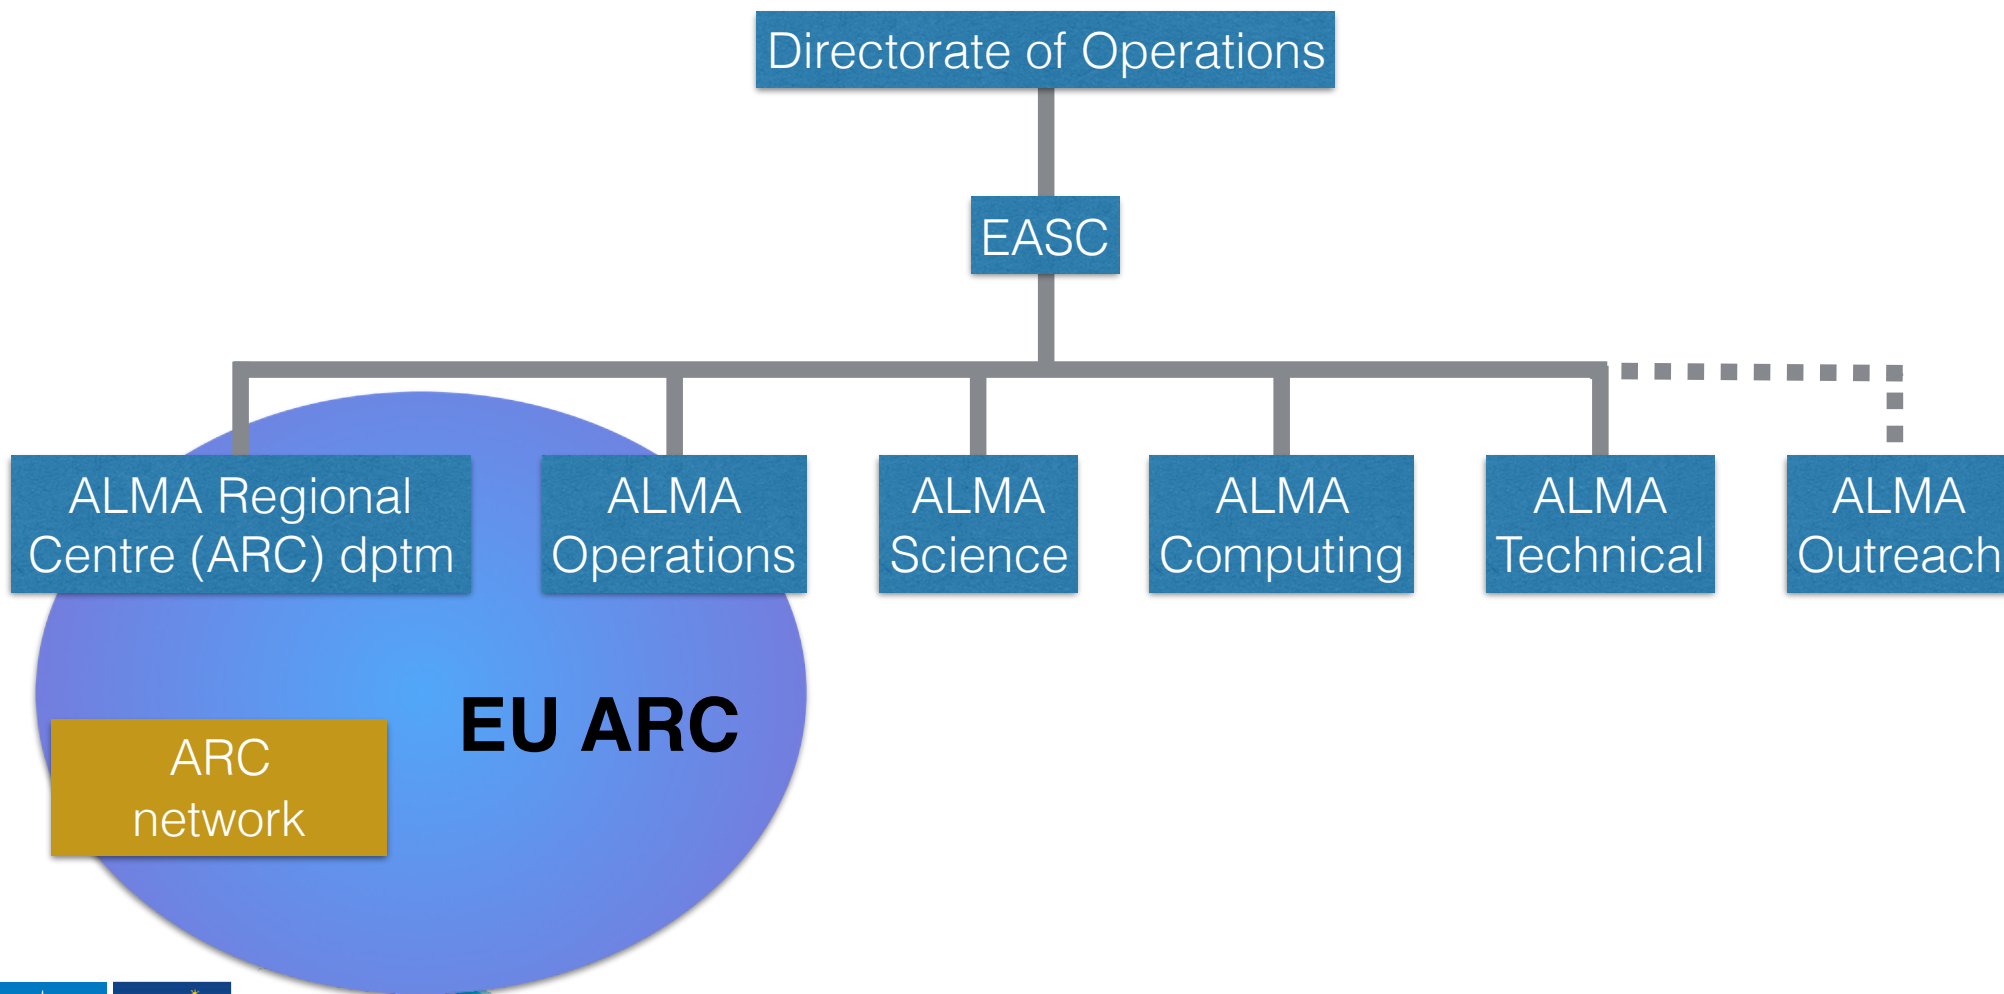 Directorate of Operations
EASC
ALMA Regional
Centre (ARC) dptm
ALMA
Operations
ALMA
Science
ALMA
Computing
ALMA
Technical
ALMA
Outreach
EU ARC
ARC
network